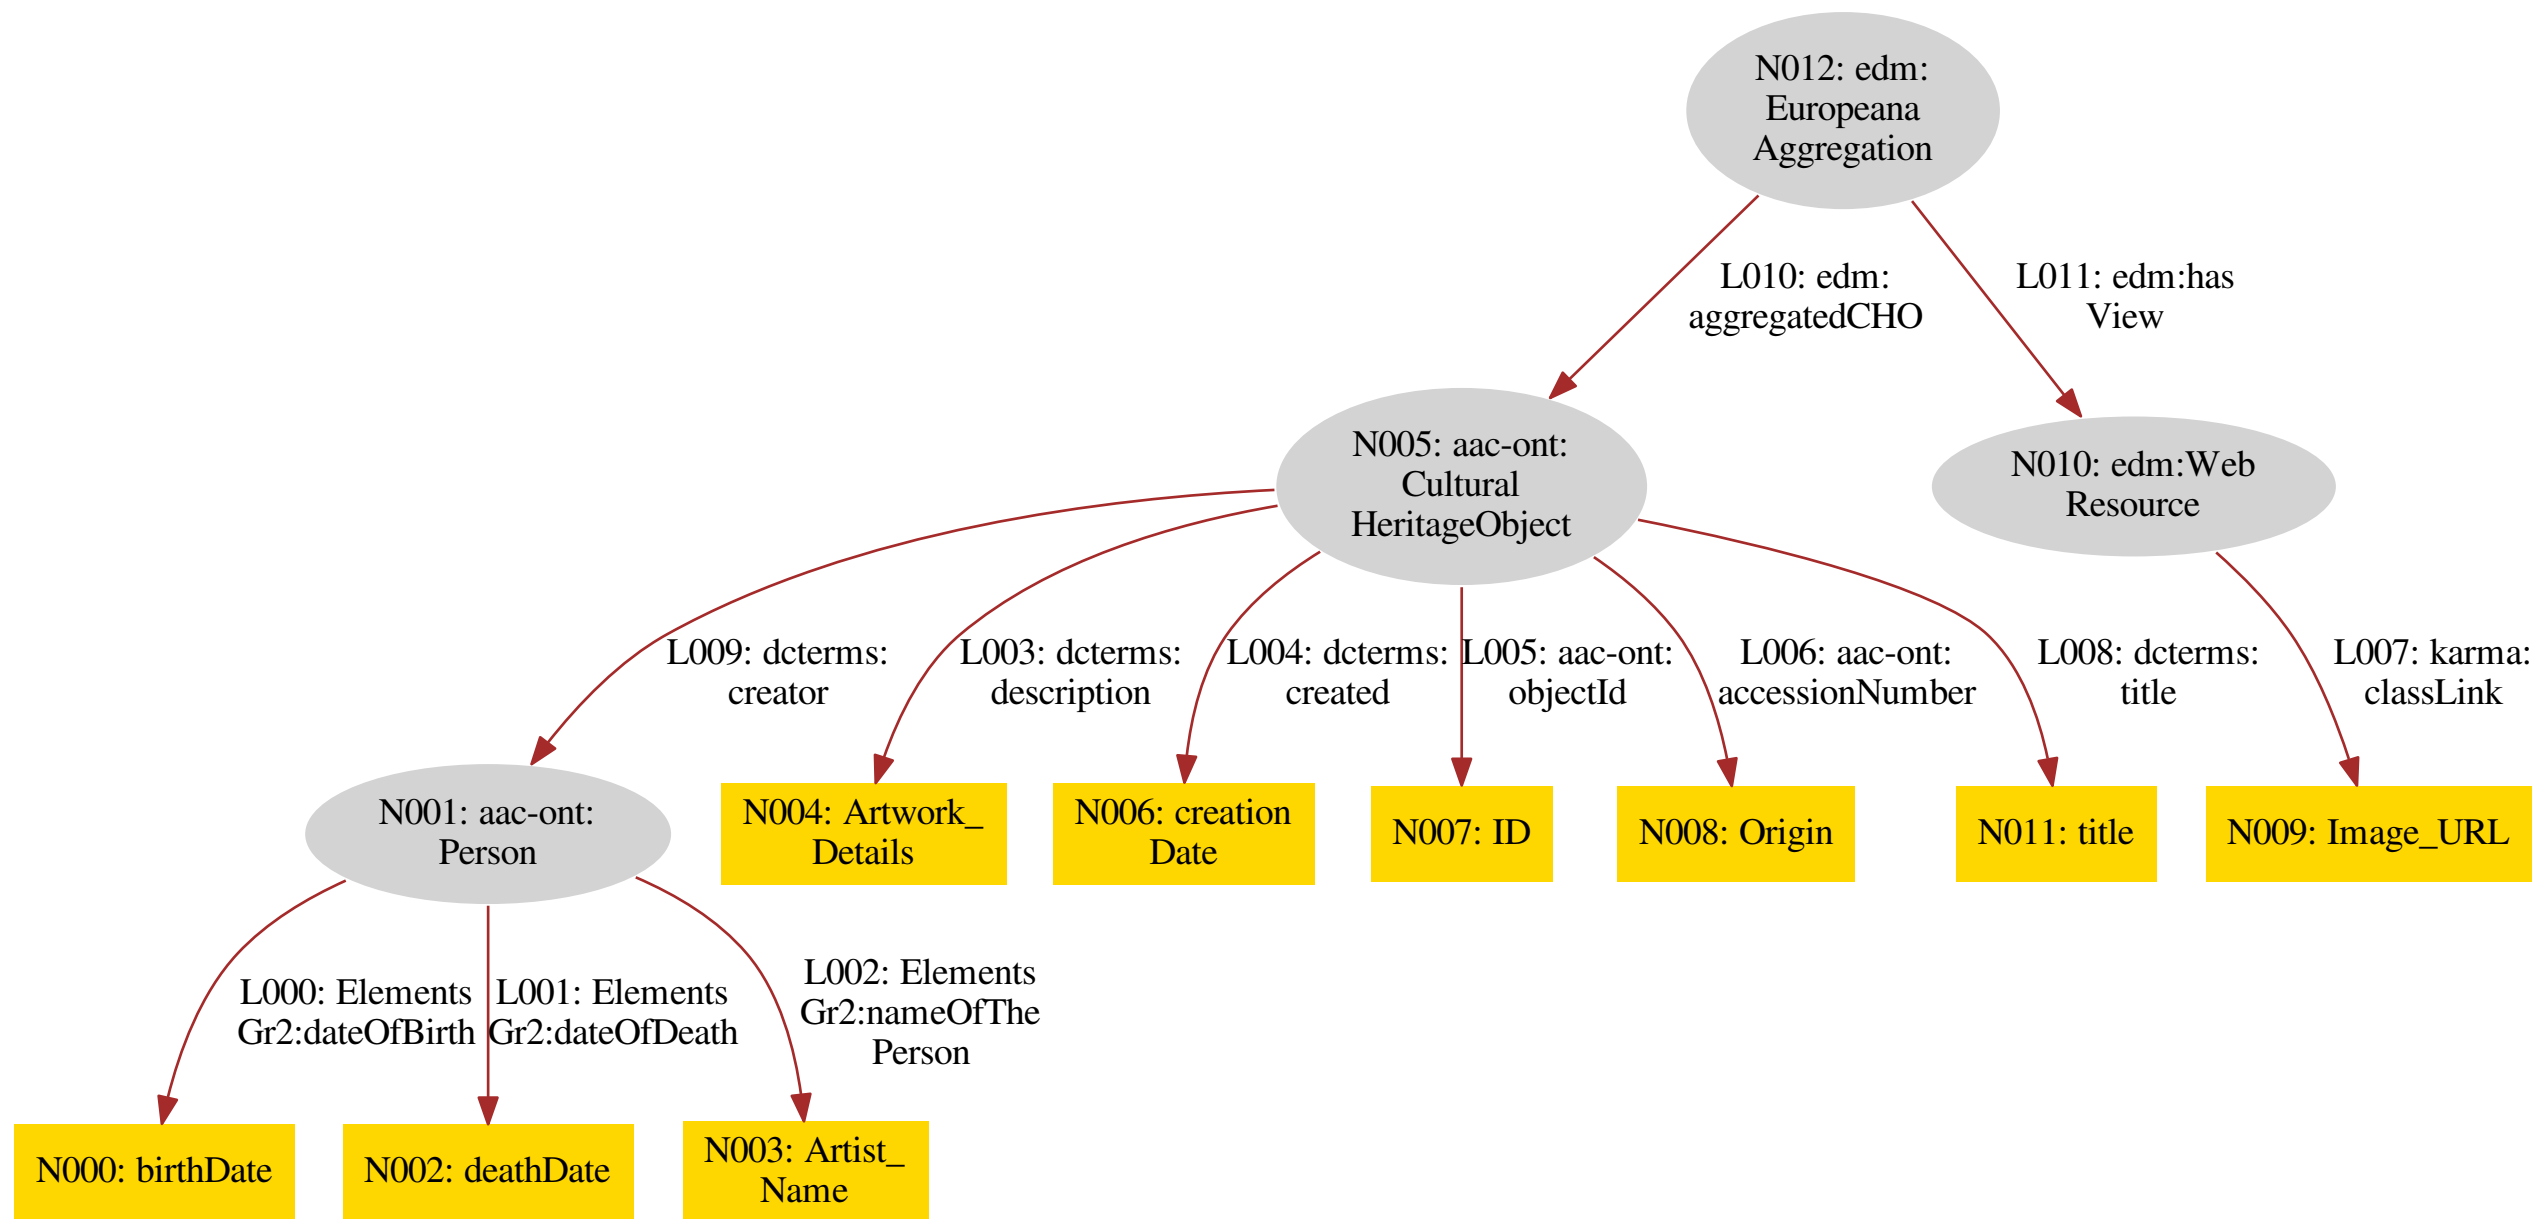 N012: edm:
Europeana
Aggregation
L010: edm:
aggregatedCHO
L011: edm:has
View
N005: aac-ont:
Cultural
HeritageObject
N010: edm:Web
Resource
L009: dcterms:
creator
L003: dcterms:
description
L004: dcterms:
created
L005: aac-ont:
objectId
L006: aac-ont:
accessionNumber
L008: dcterms:
title
L007: karma:
classLink
N001: aac-ont:
Person
N004: Artwork_
Details
N006: creation
Date
N007: ID
N008: Origin
N011: title
N009: Image_URL
L000: Elements
Gr2:dateOfBirth
L001: Elements
Gr2:dateOfDeath
L002: Elements
Gr2:nameOfThe
Person
N000: birthDate
N002: deathDate
N003: Artist_
Name